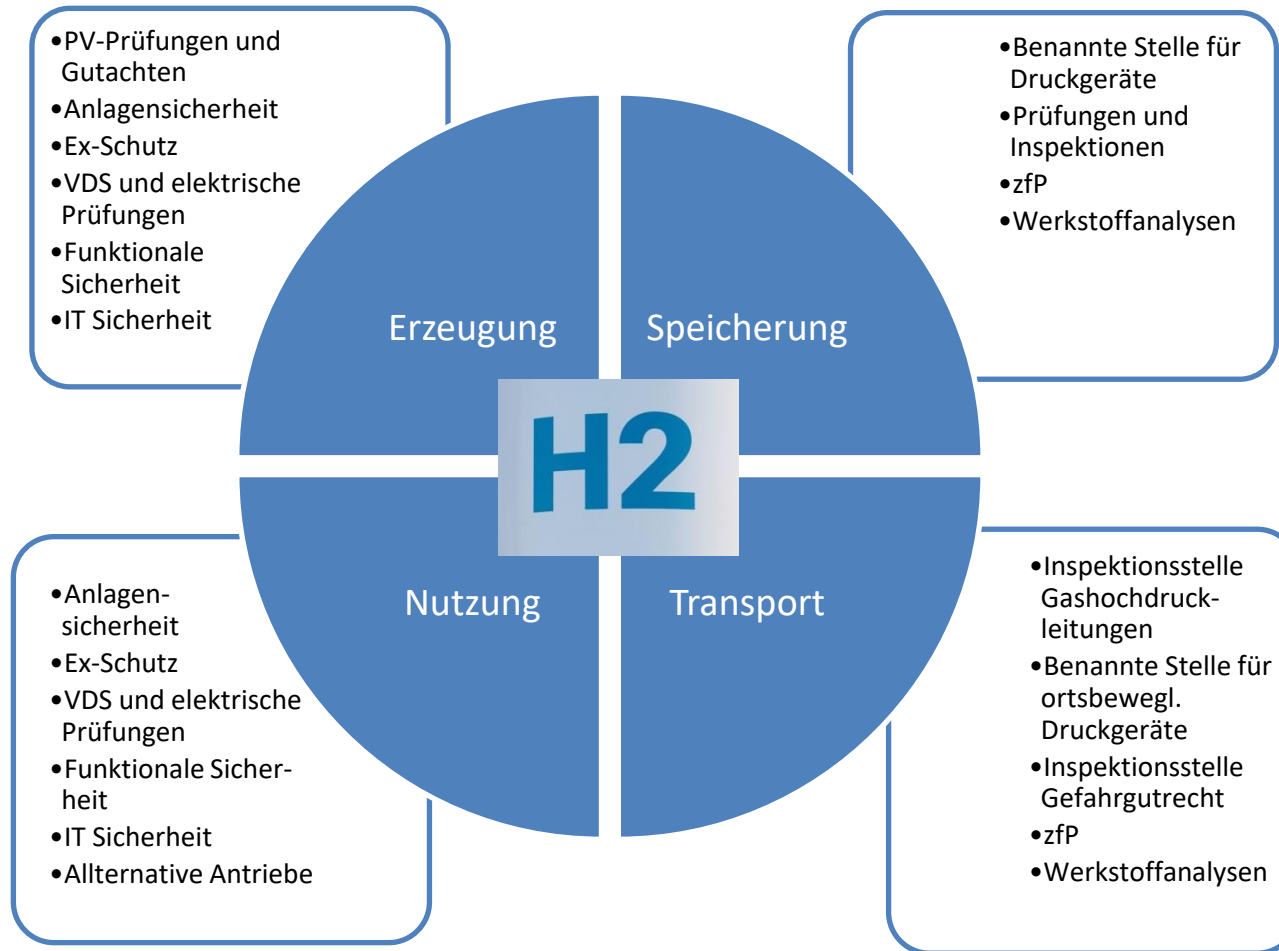 •PV-Prüfungen und
Gutachten
•Anlagensicherheit
•Ex-Schutz
•VDS und elektrische
Prüfungen
•Funktionale
Sicherheit
•IT Sicherheit
•Benannte Stelle für
Druckgeräte
•Prüfungen und
Inspektionen
•zfP
•Werkstoffanalysen
Erzeugung
Speicherung
H2
Nutzung
Transport
•Anlagen-
sicherheit
•Ex-Schutz
•VDS und elektrische
Prüfungen
•Funktionale Sicher-
heit
•IT Sicherheit
•Allternative Antriebe
•Inspektionsstelle
Gashochdruck-
leitungen
•Benannte Stelle für
ortsbewegl.
Druckgeräte
•Inspektionsstelle
Gefahrgutrecht
•zfP
•Werkstoffanalysen